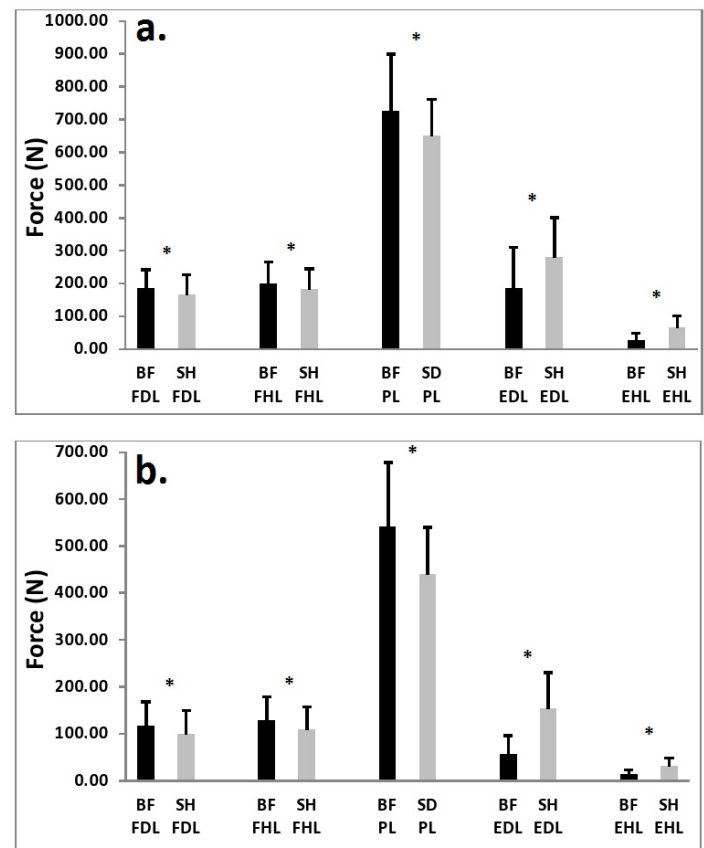 a.
Force (N)
1000.00
900.00
800.00
700.00
600.00
500.00
400.00
300.00
200.00
100.00
0.00
* * * * *
BF SH BF SH BF SD BF SH BF SH
FDL FDL FHL FHL PL PL EDL EDL EHL EHL
b.
Force (N)
700.00
600.00
500.00
400.00
300.00
200.00
100.00
0.00
* * * * *
BF SH BF SH BF SD BF SH BF SH
FDL FDL FHL FHL PL PL EDL EDL EHL EHL